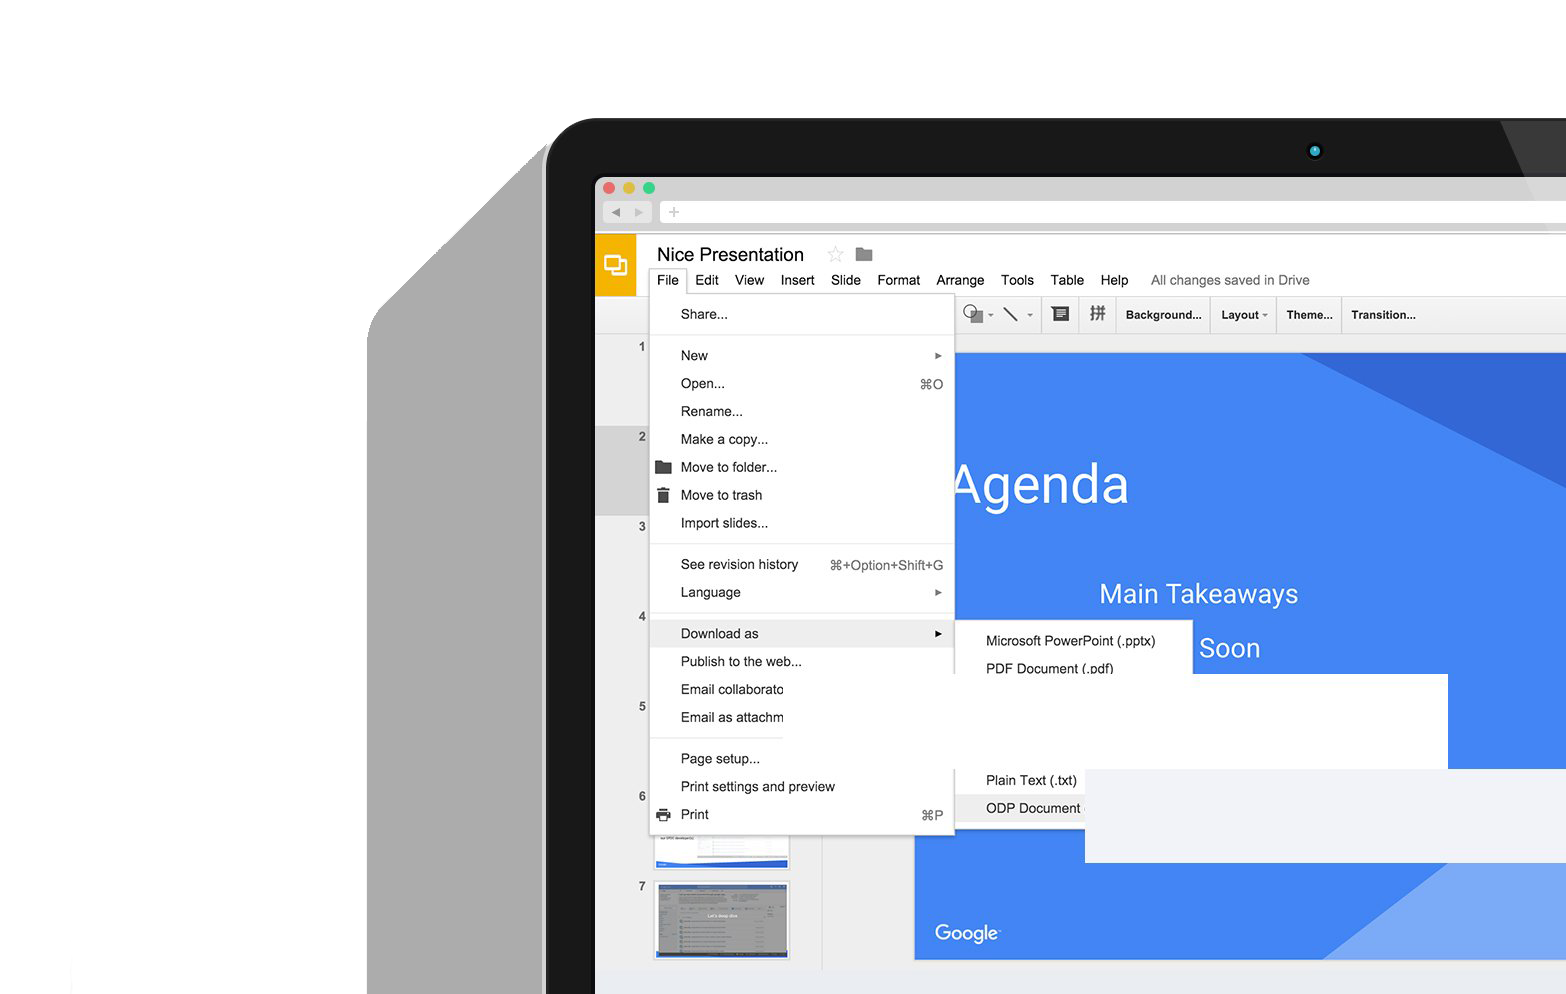 Nice Presentation
File Edit View Insert Slide Format Arrange Tools Table Help All changes saved in Drive
Background... Layout Theme... Transition...
Share...
New
Open... ⌘O
Rename...
Make a copy...
Move to folder...
Move to trash
Import slides...
See revision history ⌘+Option+Shift+G
Language
Download as
Publish to the web...
Email
Email as
Page setup...
Print settings and preview
Print ⌘P
Microsoft PowerPoint (.pptx)
PDF Document (.pdf)
Plain Text (.txt)
ODP Document
1
2
3
4
5
6
7
Let's deep dive
Agenda
Main Takeaways
Soon
Google